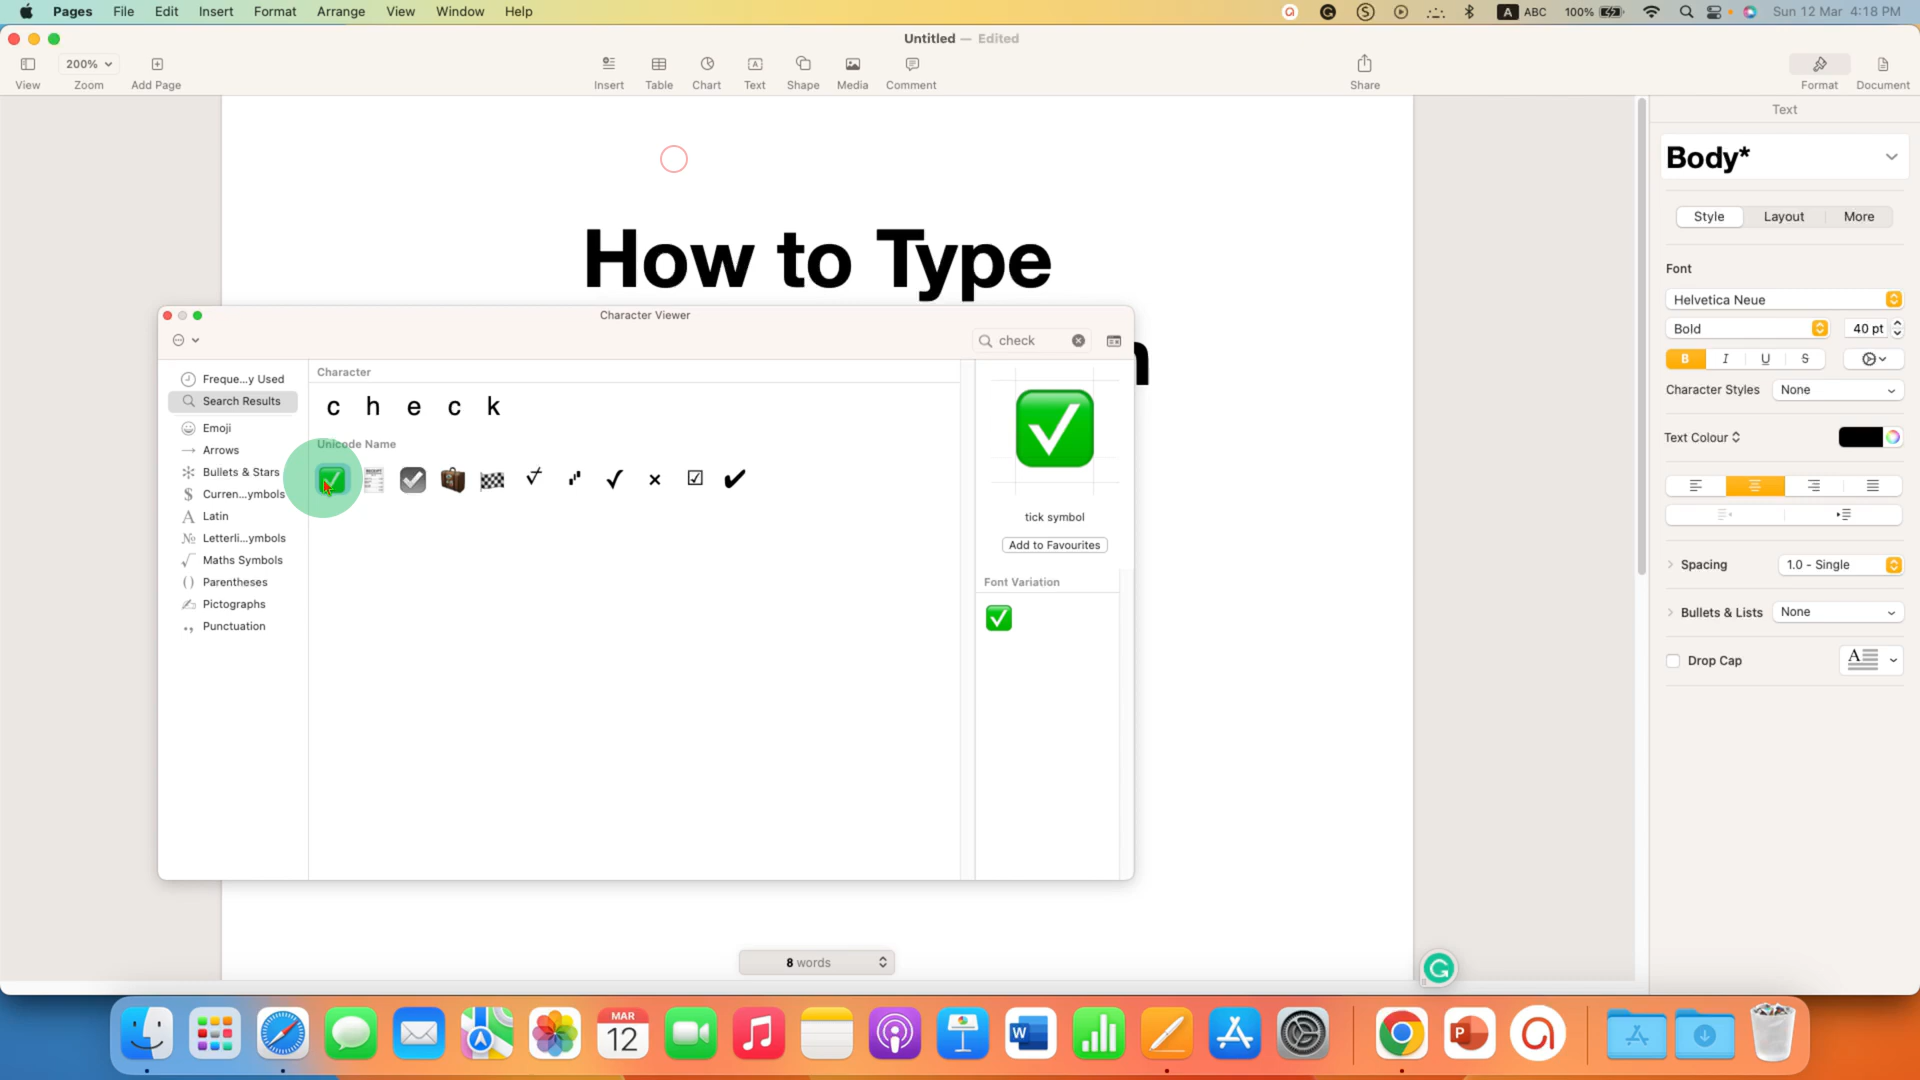 Pages File Edit Insert Format Arrange View Window Help
ABC 100% Sun 12 Mar 4:18 PM
Untitled — Edited
200%
View Zoom Add Page Insert Table Chart Text Shape Media Comment Share Format Document
Text
Body*
Style Layout More
How to Type
Font
Helvetica Neue
Bold 40 pt
B I U S
Character Styles None
Text Colour
Spacing 1.0 - Single
Bullets & Lists None
Drop Cap
Character Viewer
check
Freque...y Used
Search Results
Emoji
Arrows
Bullets & Stars
Curren...ymbols
Latin
Letterli...ymbols
Maths Symbols
Parentheses
Pictographs
Punctuation
Character
c h e c k
Unicode Name
tick symbol
Add to Favourites
Font Variation
8 words
MAR
12